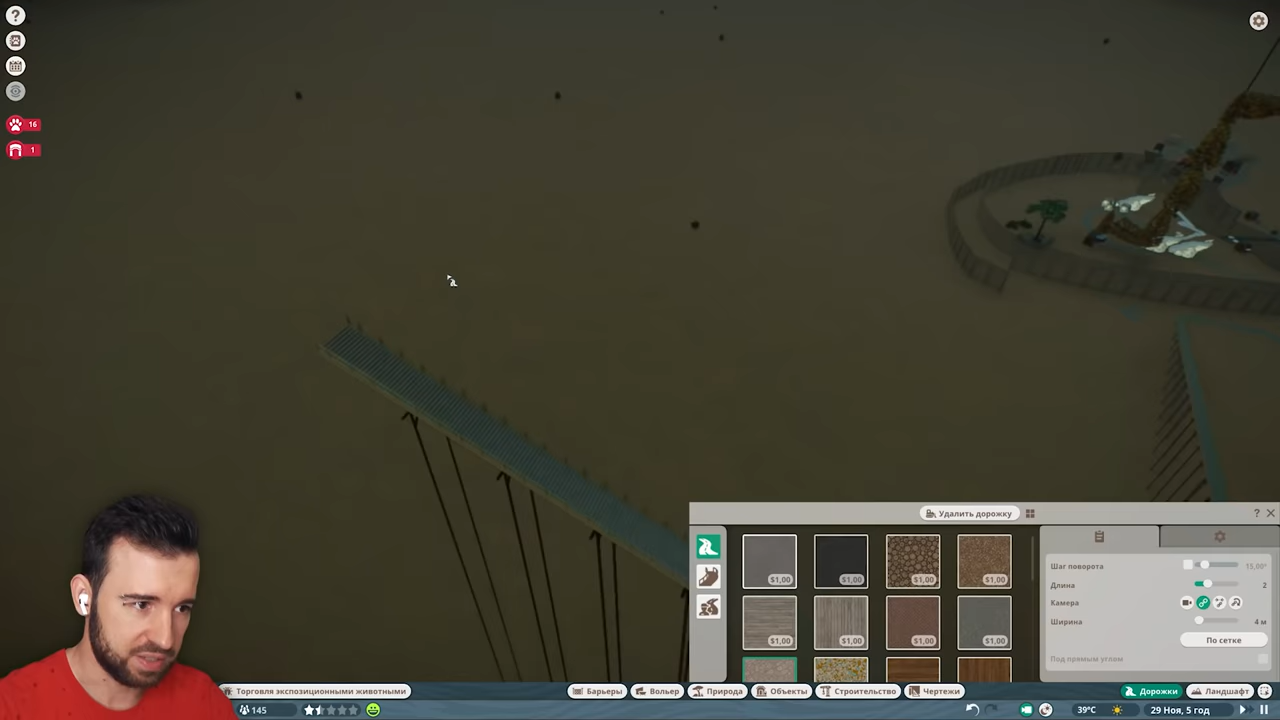 ?
16
1
Удалить дорожку
?
$1,00
$1,00
$1,00
$1,00
$1,00
$1,00
$1,00
$1,00
Шаг поворота
15,00°
Длина
2
Камера
Ширина
4 м
По сетке
Под прямым углом
Торговля экспозиционными животными
Барьеры
Вольер
Природа
Объекты
Строительство
Чертежи
Дорожки
Ландшафт
145
39°C
29 Ноя, 5 год